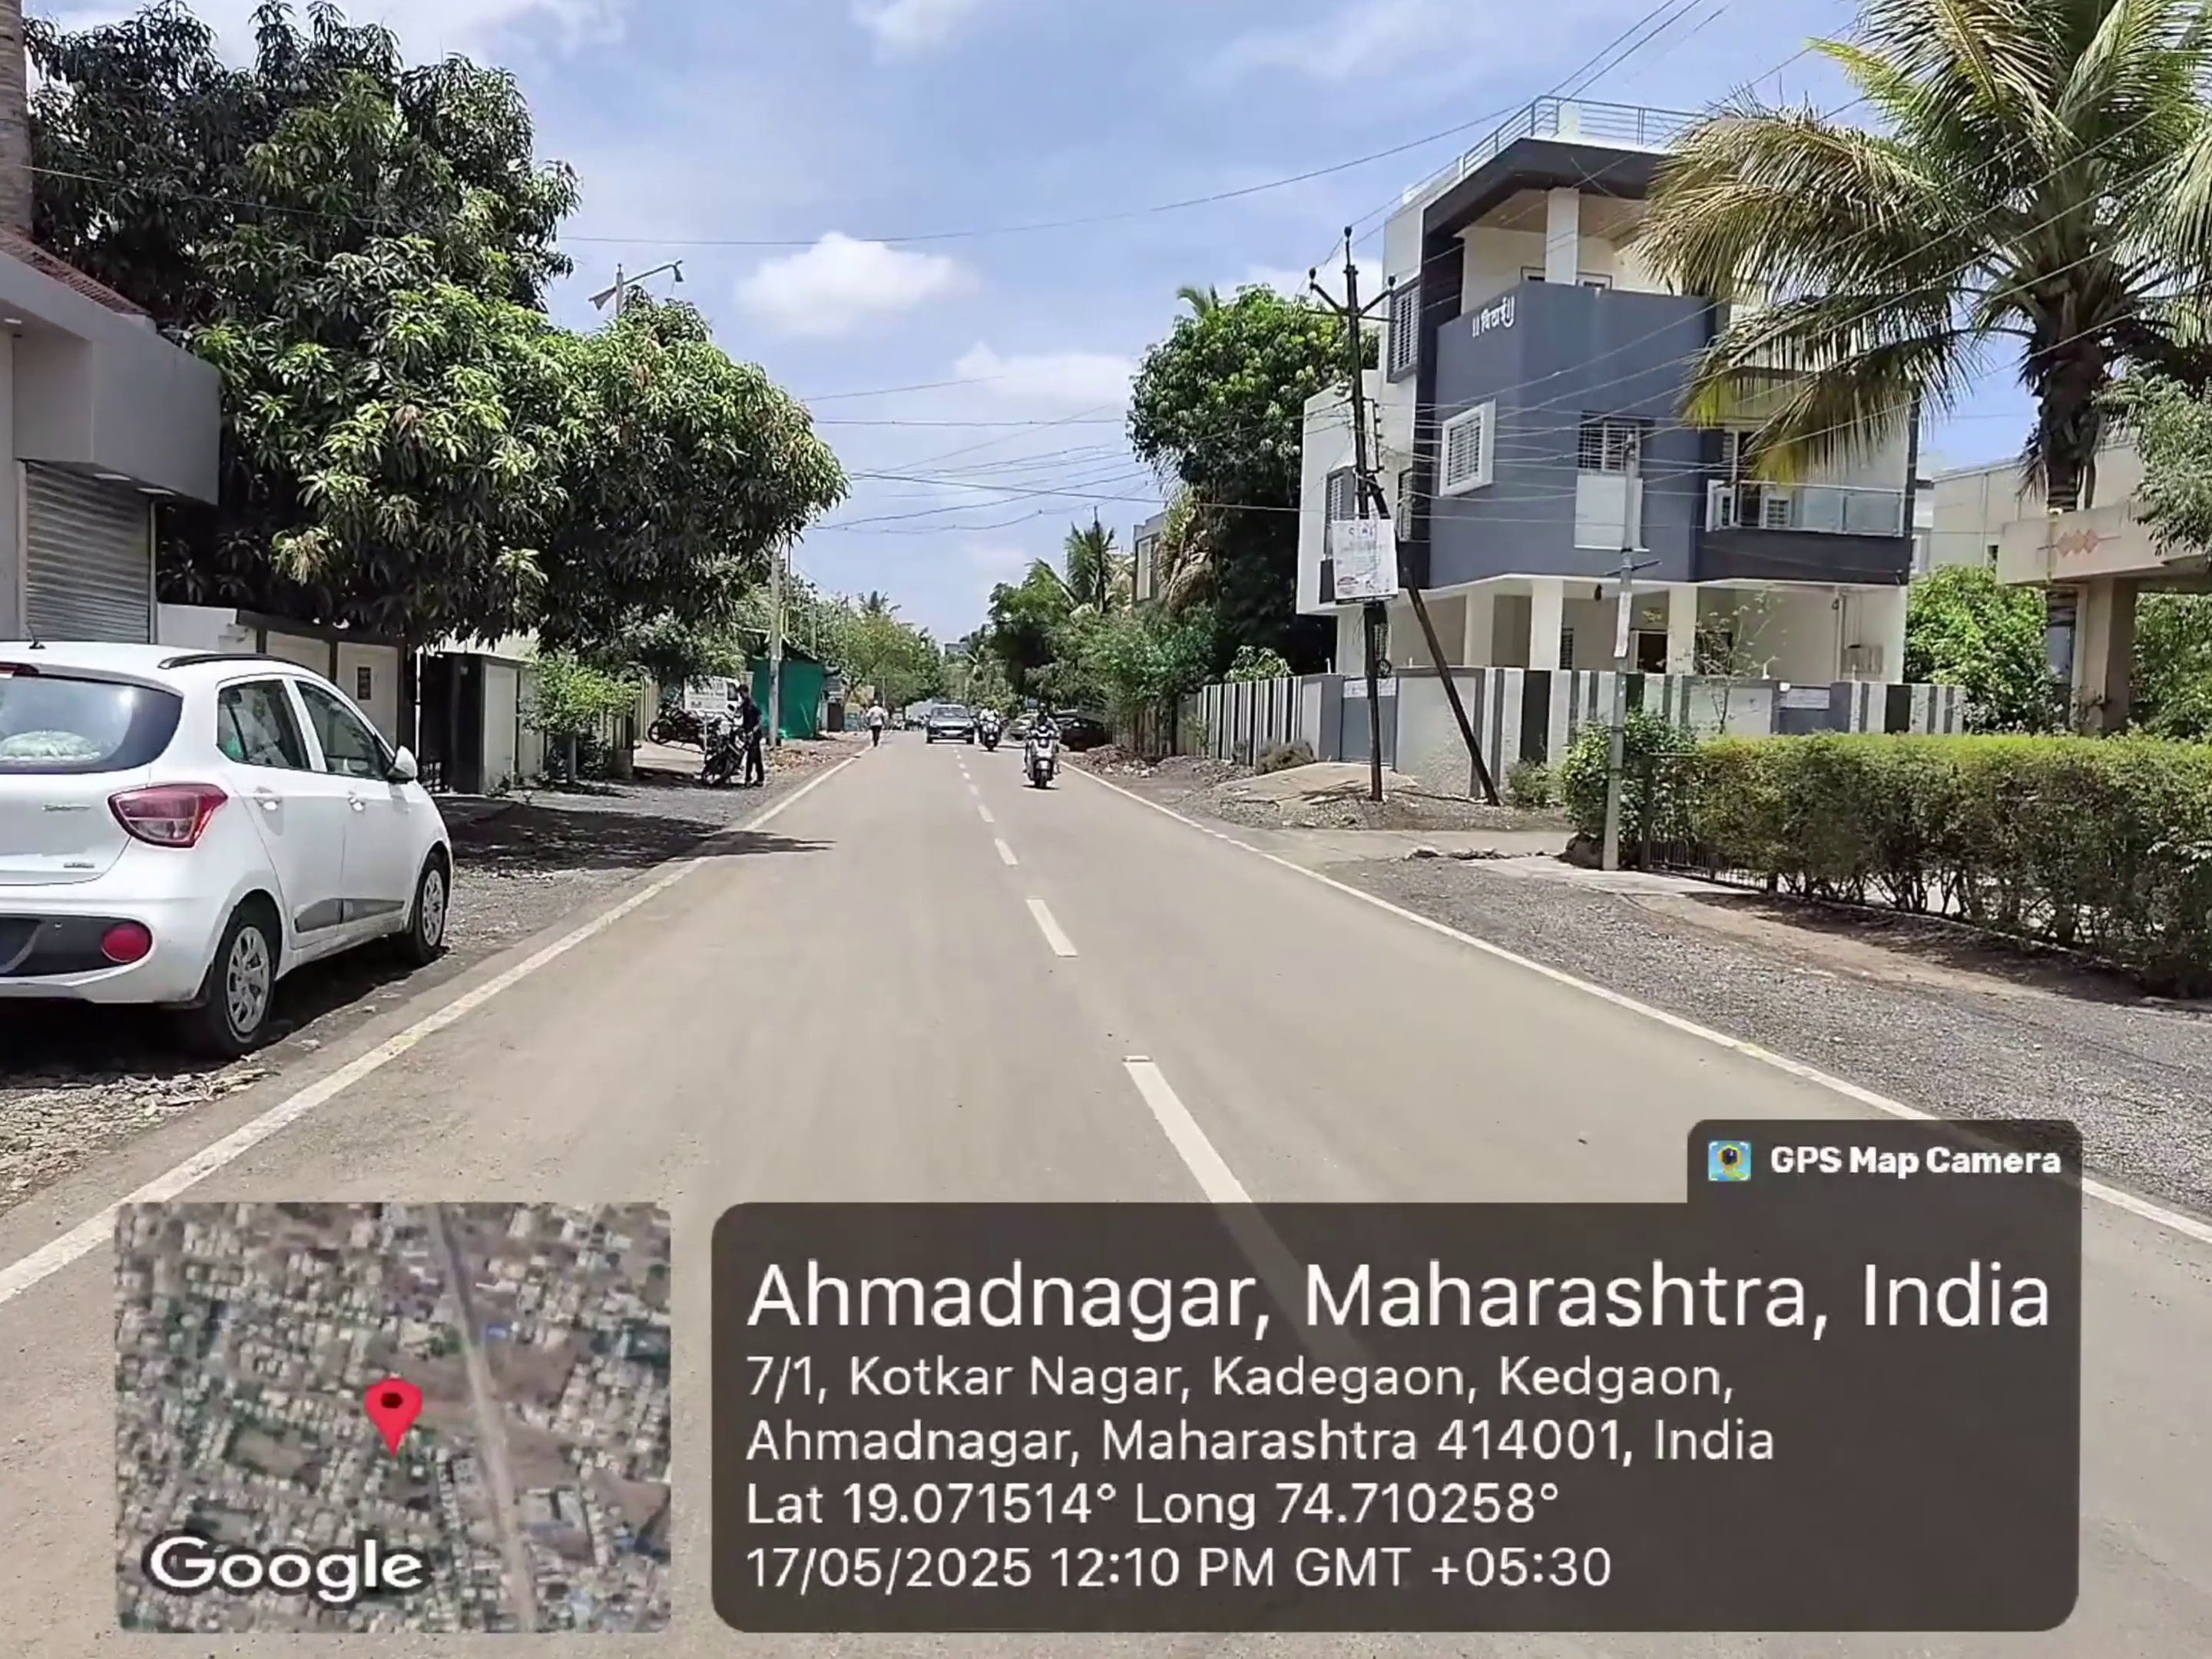 ॥ विठाई ॥
GPS Map Camera
Ahmadnagar, Maharashtra, India
7/1, Kotkar Nagar, Kadegaon, Kedgaon,
Ahmadnagar, Maharashtra 414001, India
Lat 19.071514° Long 74.710258°
17/05/2025 12:10 PM GMT +05:30
Google